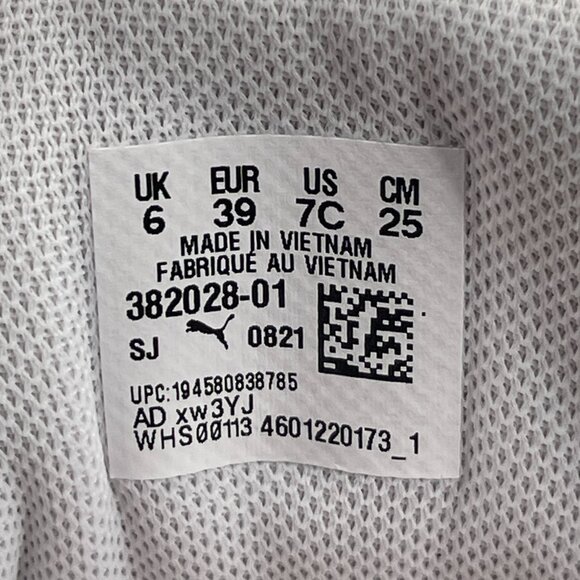 UK EUR US CM
6 39 7C 25
MADE IN VIETNAM
FABRIQUÉ AU VIETNAM
382028-01
SJ 0821
UPC:194580838785
AD xw3YJ
WHS00113 4601220173_1